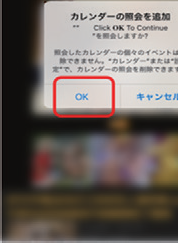 カレンダーの照会を追加
"" Click OK To Continue
"を照会しますか?
照会したカレンダーの個々のイベントは
除できません。"カレンダー"または"設
定"で、カレンダーの照会を削除できます
OK
キャンセル